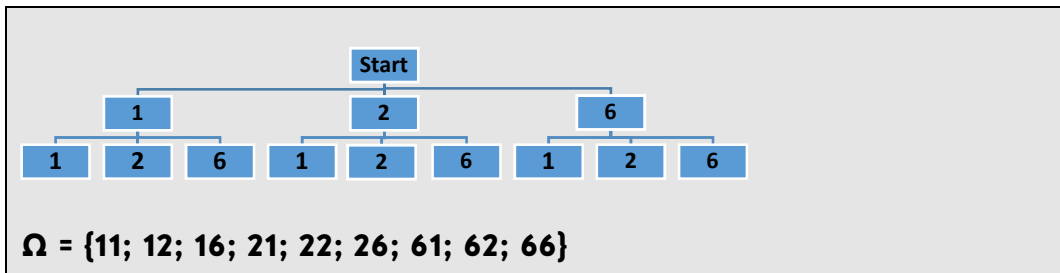 Start
1 2 6
1 2 6 1 2 6 1 2 6
Ω = {11; 12; 16; 21; 22; 26; 61; 62; 66}